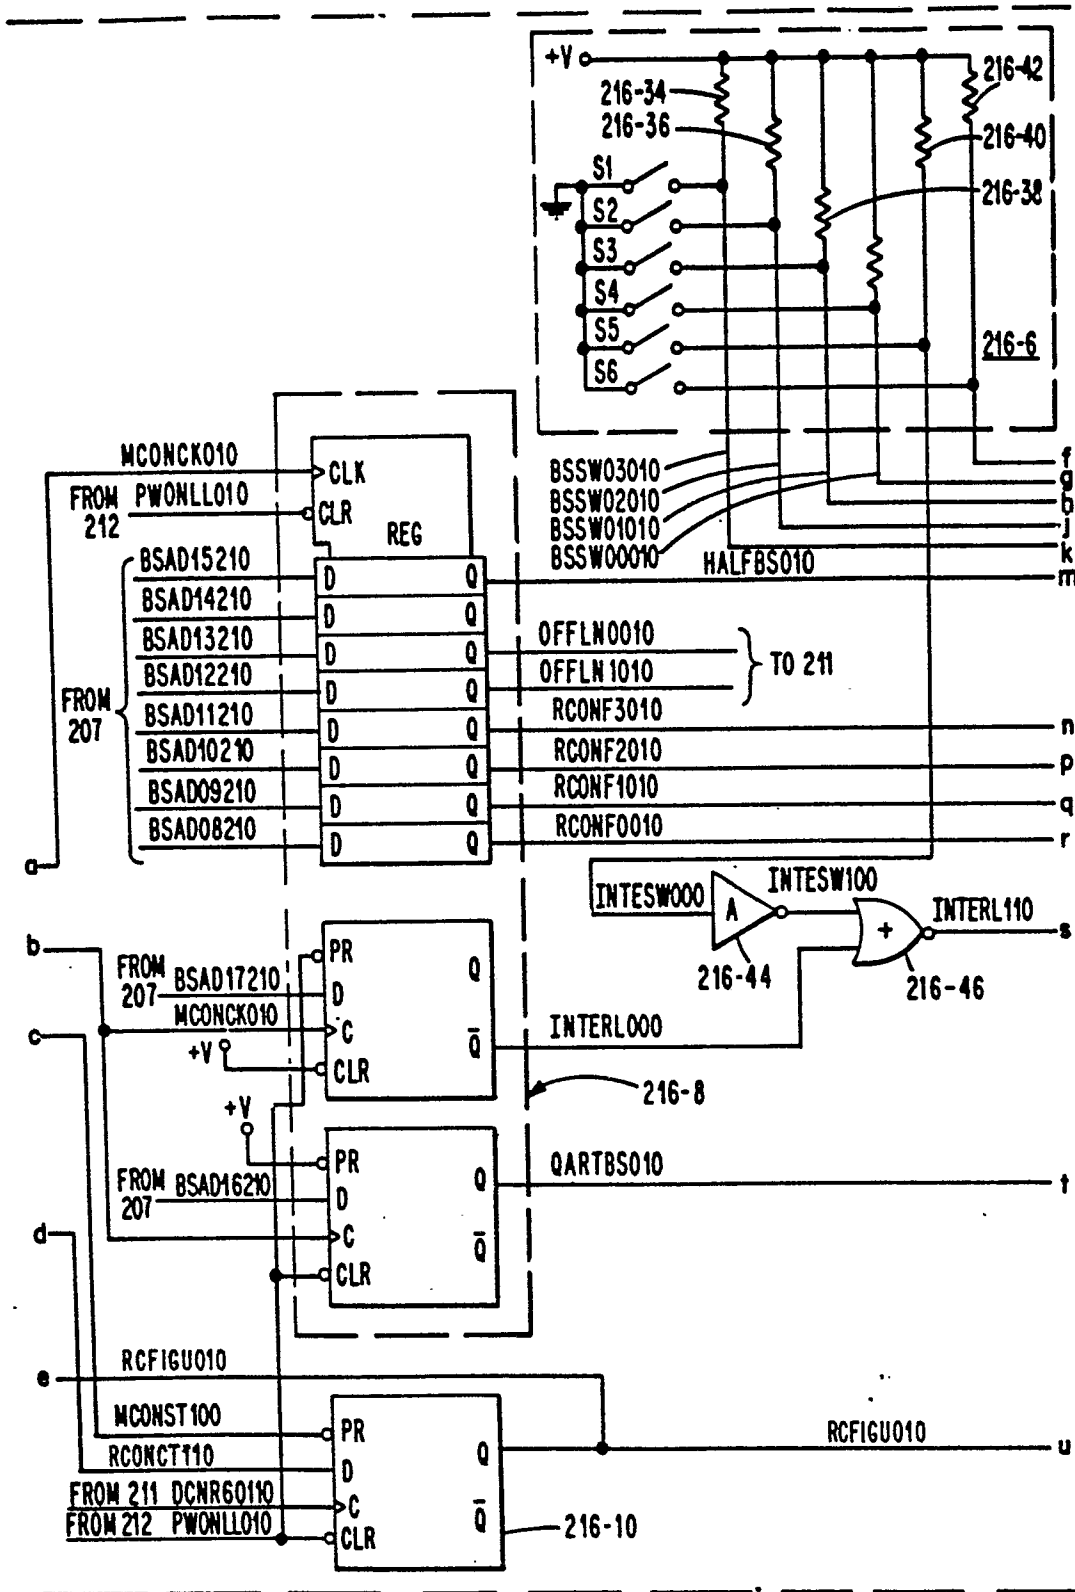 +V
216-34
216-36
216-42
216-40
216-38
S1
S2
S3
S4
S5
S6
216-6
MCONCK010
FROM 212 PWONLL010
CLK
CLR
REG
BSSW03010
BSSW02010
BSSW01010
BSSW00010
f
g
h
j
k
HALFBS010
m
FROM 207
BSAD15210
D Q
BSAD14210
D Q
BSAD13210
D Q
OFFLN0010
BSAD12210
D Q
OFFLN1010
TO 211
BSAD11210
D Q
RCONF3010
n
BSAD10210
D Q
RCONF2010
p
BSAD09210
D Q
RCONF1010
q
BSAD08210
D Q
RCONF0010
r
a
INTESW000
A
INTESW100
+
INTERL110
s
216-44
216-46
b
PR
Q
FROM 207 BSAD17210
D
MCONCK010
C
Q̅
INTERL000
c
+V
CLR
216-8
+V
PR
Q
QARTBS010
t
FROM 207 BSAD16210
D
d
C
Q̅
CLR
e
RCFIGU010
MCONST100
PR
Q
RCFIGU010
u
RCONCT110
D
FROM 211 DCNR60110
C
Q̅
FROM 212 PWONLL010
CLR
216-10